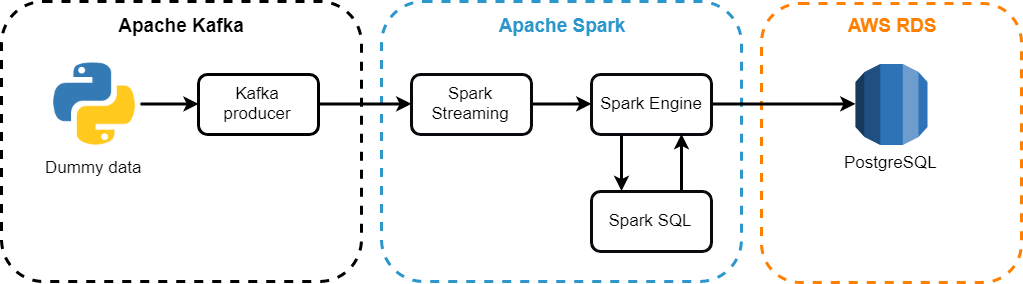 Apache Kafka
Apache Spark
AWS RDS
Dummy data
Kafka
producer
Spark
Streaming
Spark Engine
Spark SQL
PostgreSQL